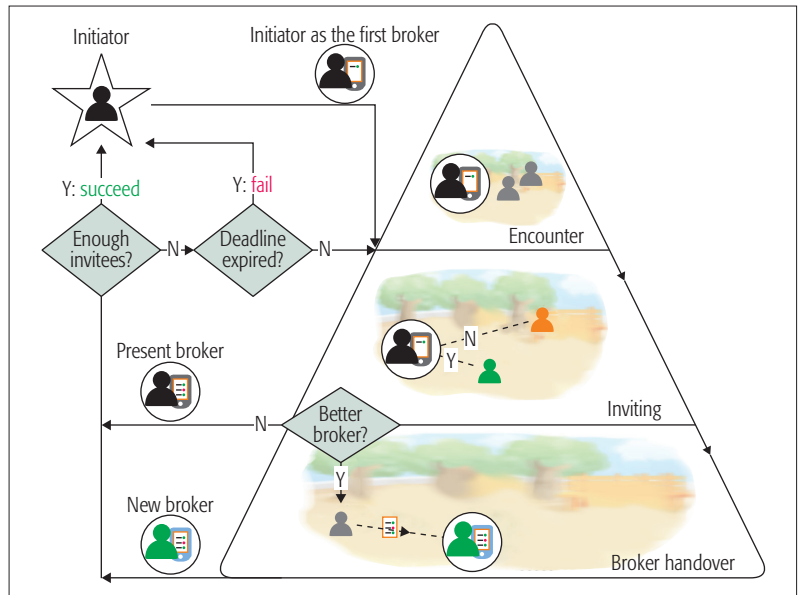 Initiator
Initiator as the first broker
Y: succeed
Y: fail
Enough
invitees?
N
Deadline
expired?
N
Encounter
N
Y
Present broker
Inviting
N
Better
broker?
Y
New broker
Broker handover